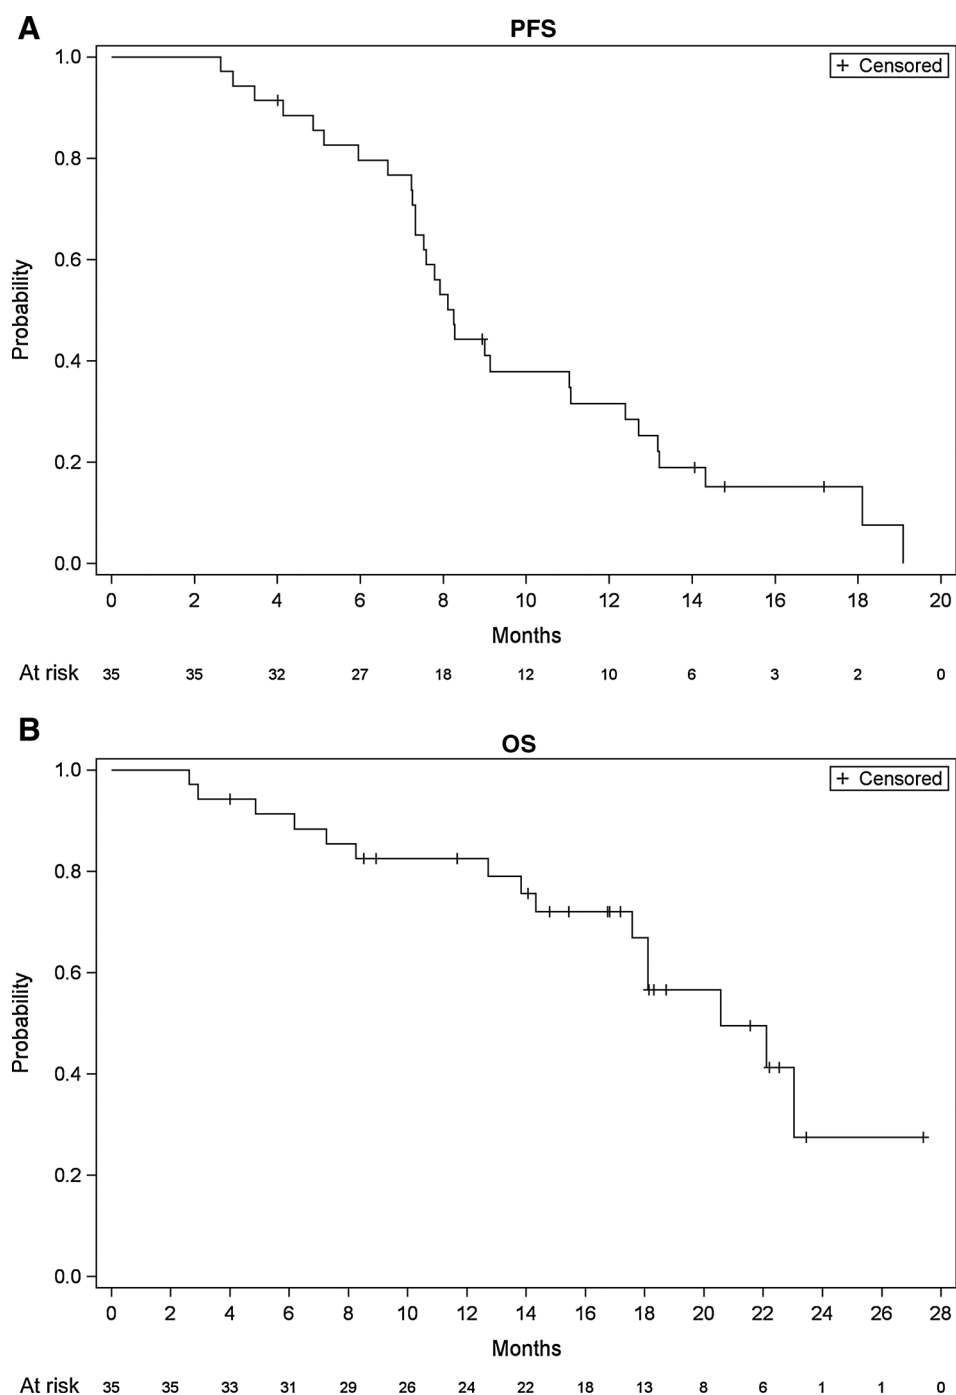 A
PFS
+ Censored
1.0
0.8
0.6
0.4
0.2
0.0
Probability
0 2 4 6 8 10 12 14 16 18 20
Months
At risk 35 35 32 27 18 12 10 6 3 2 0
B
OS
+ Censored
1.0
0.8
0.6
0.4
0.2
0.0
Probability
0 2 4 6 8 10 12 14 16 18 20 22 24 26 28
Months
At risk 35 35 33 31 29 26 24 22 18 13 8 6 1 1 0